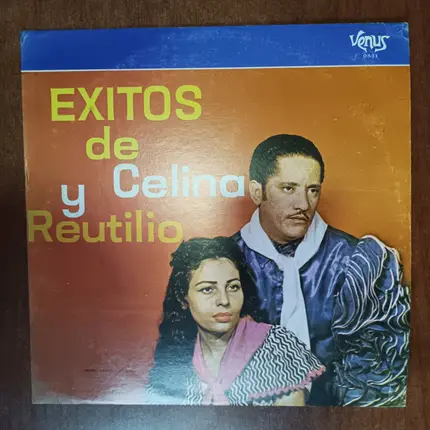 Venus
EXITOS
de
Celina
y
Reutilio